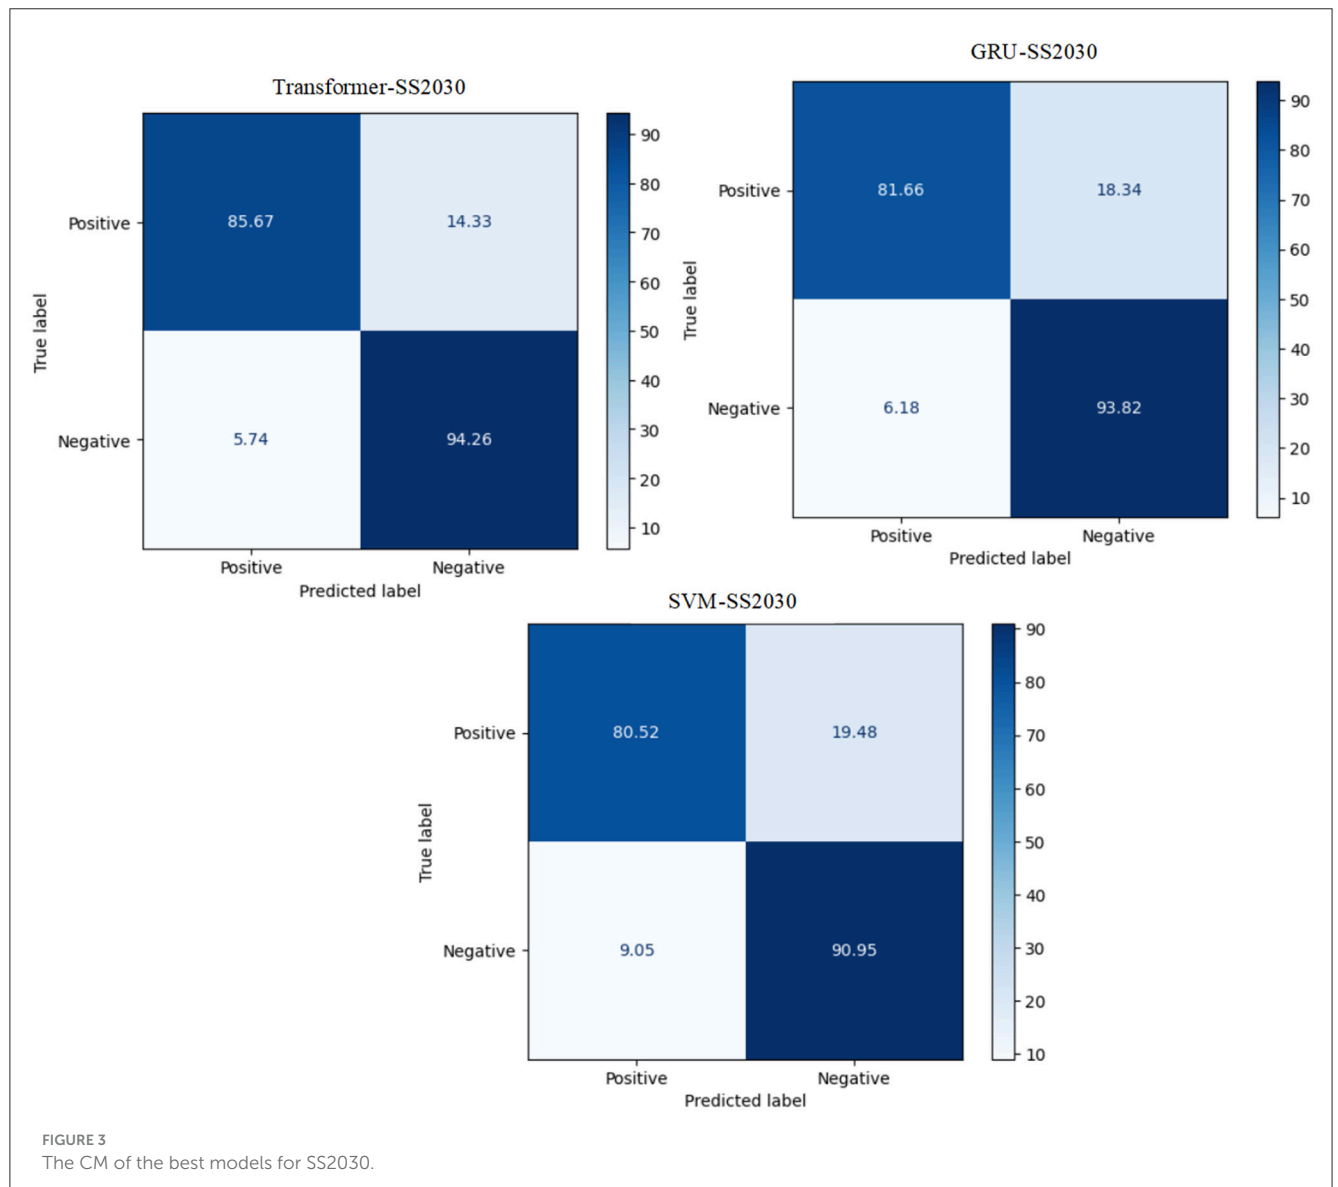 Transformer-SS2030
True label
Positive
Negative
85.67
14.33
5.74
94.26
Positive
Negative
Predicted label
90
80
70
60
50
40
30
20
10
GRU-SS2030
True label
Positive
Negative
81.66
18.34
6.18
93.82
Positive
Negative
Predicted label
90
80
70
60
50
40
30
20
10
SVM-SS2030
True label
Positive
Negative
80.52
19.48
9.05
90.95
Positive
Negative
Predicted label
90
80
70
60
50
40
30
20
10
FIGURE 3
The CM of the best models for SS2030.